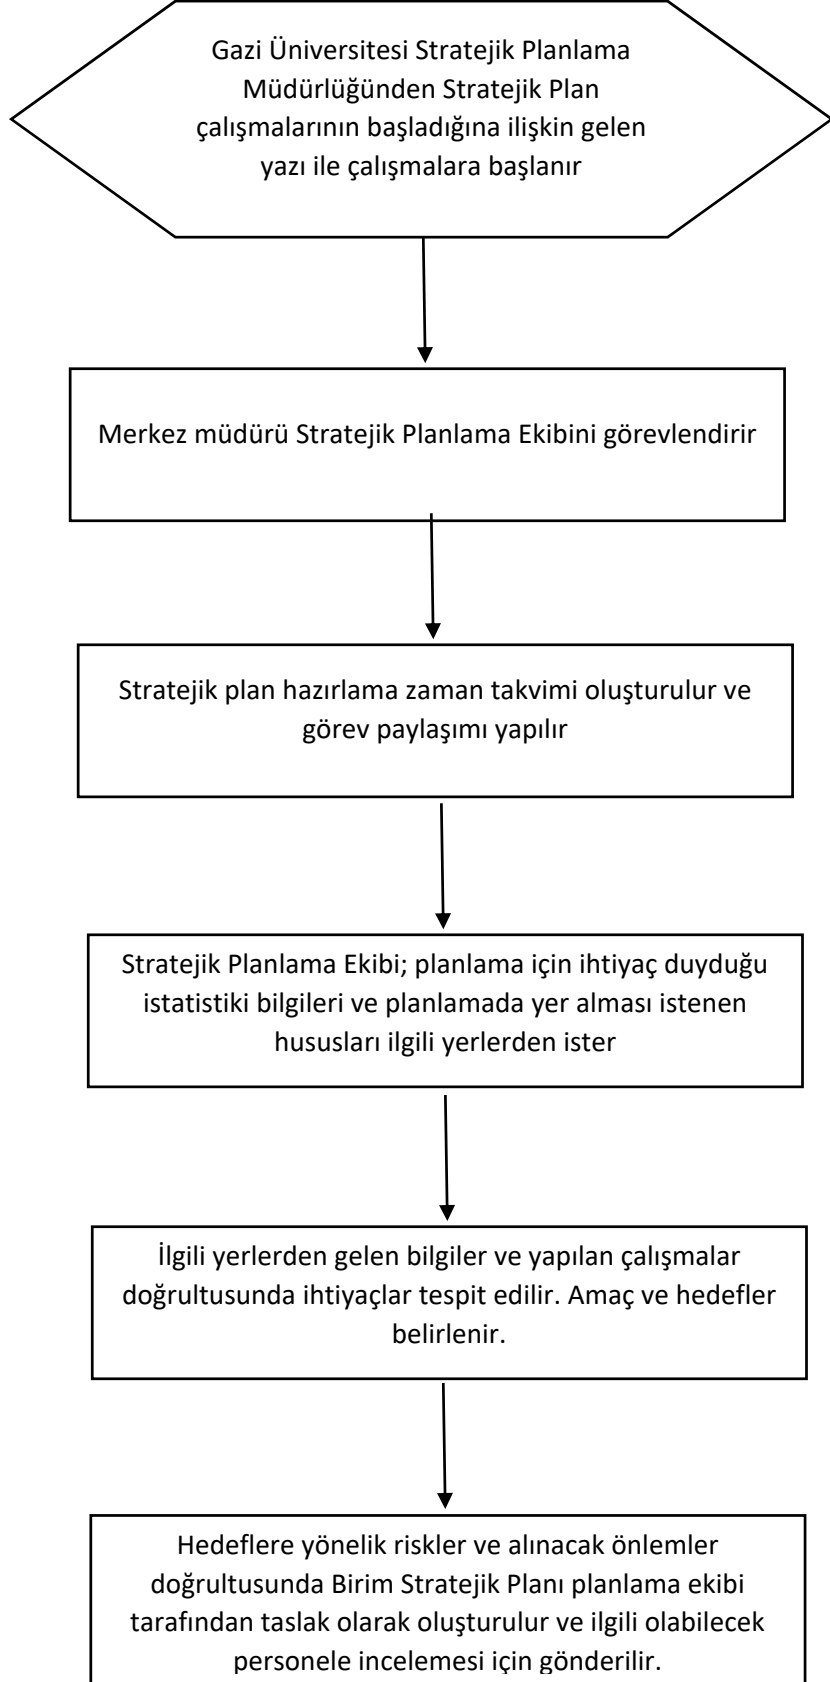 Gazi Üniversitesi Stratejik Planlama
Müdürlüğünden Stratejik Plan
çalışmalarının başladığına ilişkin gelen
yazı ile çalışmalara başlanır
Merkez müdürü Stratejik Planlama Ekibini görevlendirir
Stratejik plan hazırlama zaman takvimi oluşturulur ve
görev paylaşımı yapılır
Stratejik Planlama Ekibi; planlama için ihtiyaç duyduğu
istatistiki bilgileri ve planlamada yer alması istenen
hususları ilgili yerlerden ister
İlgili yerlerden gelen bilgiler ve yapılan çalışmalar
doğrultusunda ihtiyaçlar tespit edilir. Amaç ve hedefler
belirlenir.
Hedeflere yönelik riskler ve alınacak önlemler
doğrultusunda Birim Stratejik Planı planlama ekibi
tarafından taslak olarak oluşturulur ve ilgili olabilecek
personele incelemesi için gönderilir.